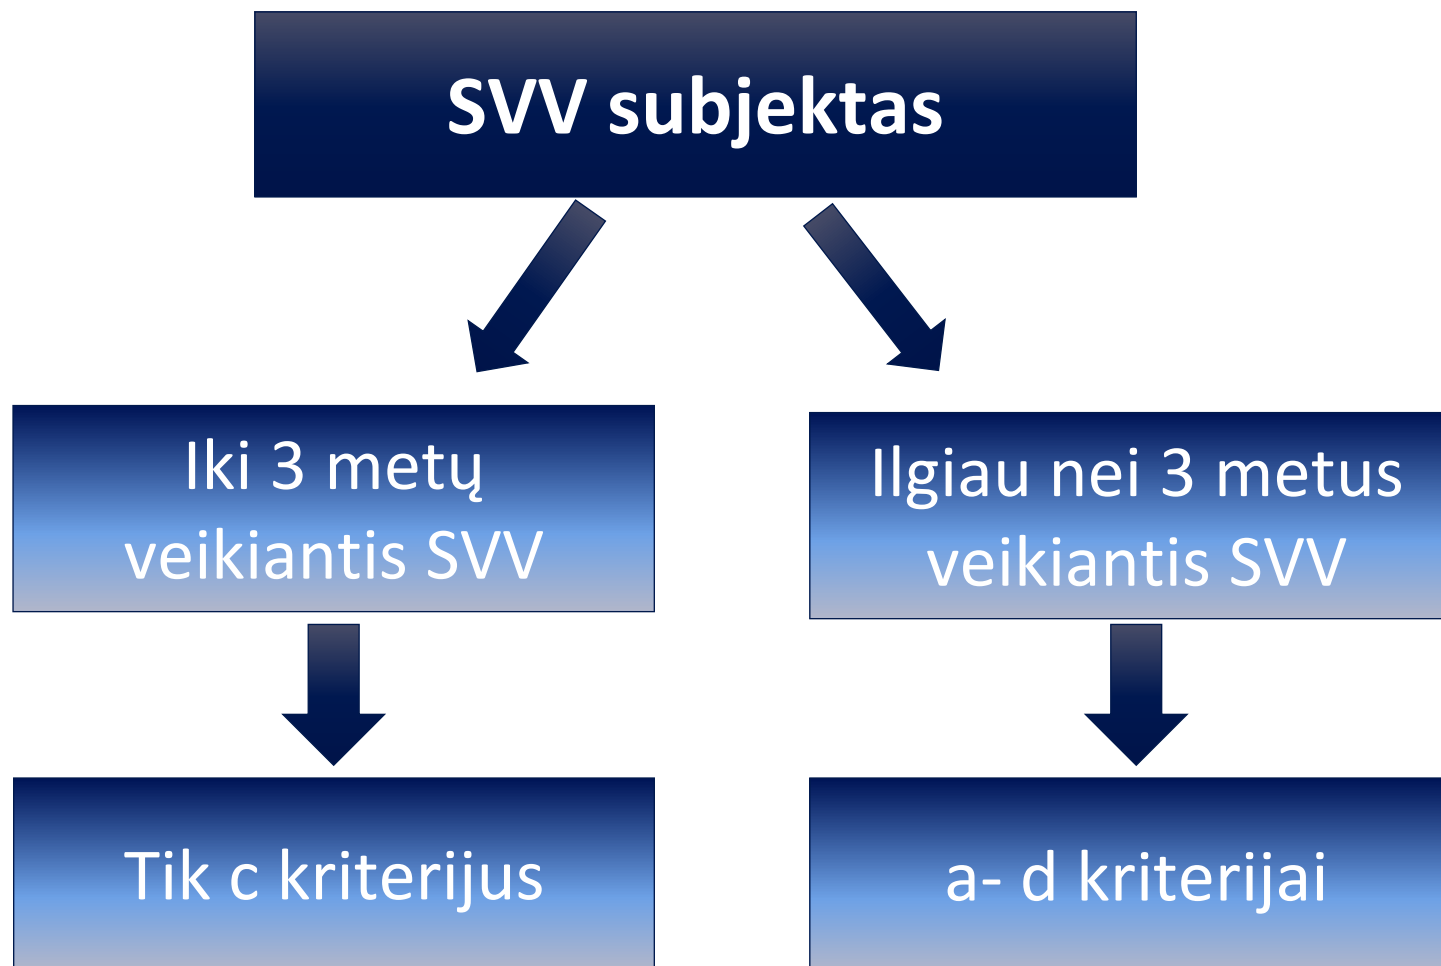 SVV subjektas
Iki 3 metų
veikiantis SVV
Ilgiau nei 3 metus
veikiantis SVV
Tik c kriterijus
a- d kriterijai